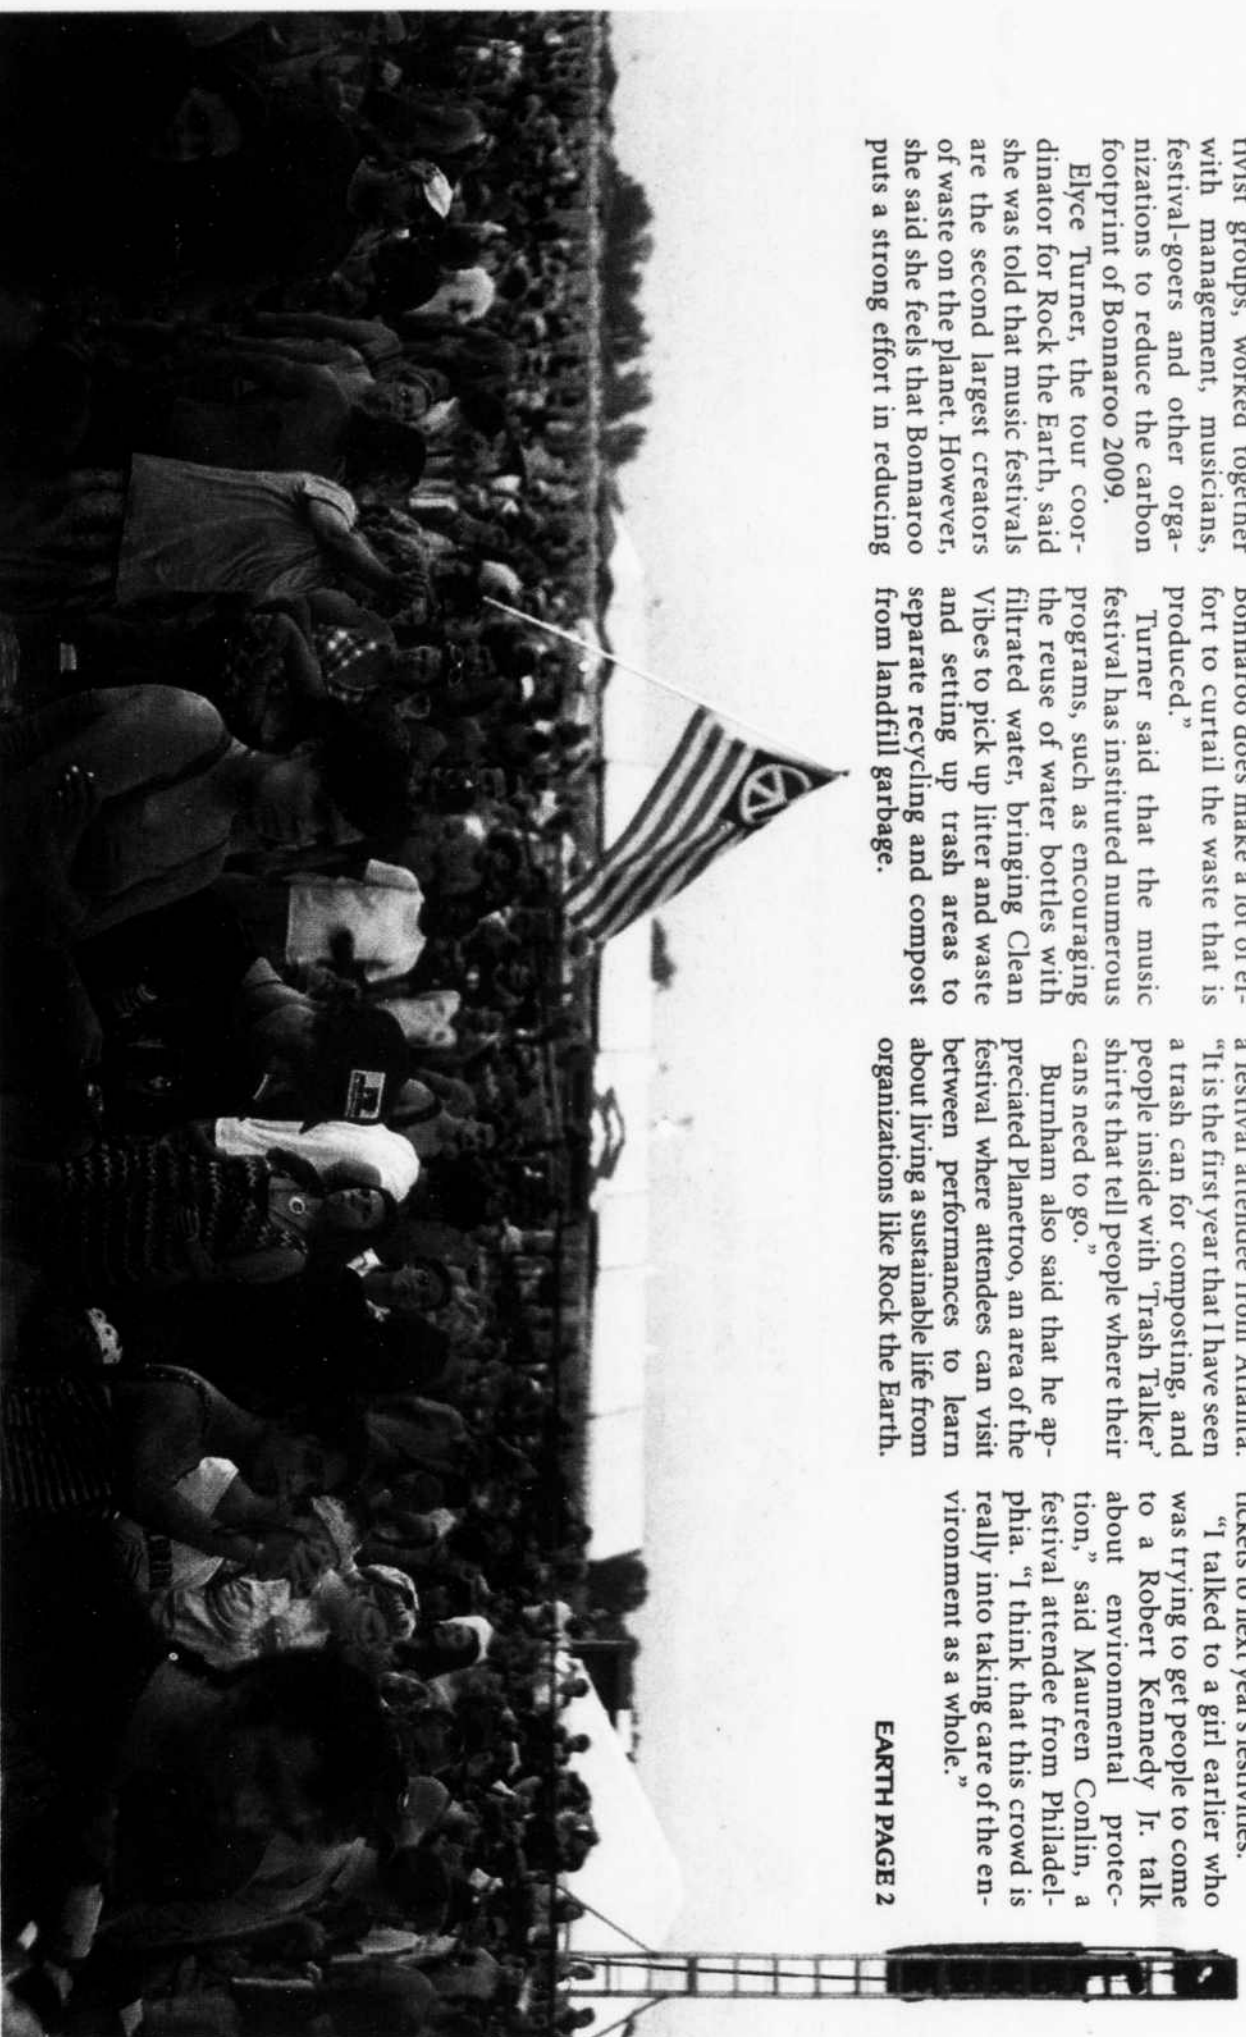 tivist groups, worked together
with management, musicians,
festival-goers and other orga-
nizations to reduce the carbon
footprint of Bonnaroo 2009.
Elyce Turner, the tour coor-
dinator for Rock the Earth, said
she was told that music festivals
are the second largest creators
of waste on the planet. However,
she said she feels that Bonnaroo
puts a strong effort in reducing
Bonnaroo does make a lot of ef-
fort to curtail the waste that is
produced.”
Turner said that the music
festival has instituted numerous
programs, such as encouraging
the reuse of water bottles with
filtrated water, bringing Clean
Vibes to pick up litter and waste
and setting up trash areas to
separate recycling and compost
from landfill garbage.
a festival attendee from Atlanta.
“It is the first year that I have seen
a trash can for composting, and
people inside with ‘Trash Talker’
shirts that tell people where their
cans need to go.”
Burnham also said that he ap-
preciated Planetroo, an area of the
festival where attendees can visit
between performances to learn
about living a sustainable life from
organizations like Rock the Earth.
tickets to next year's festivities.
“I talked to a girl earlier who
was trying to get people to come
to a Robert Kennedy Jr. talk
about environmental protec-
tion,” said Maureen Conlin, a
festival attendee from Philadel-
phia. “I think that this crowd is
really into taking care of the en-
vironment as a whole.”
EARTH PAGE 2